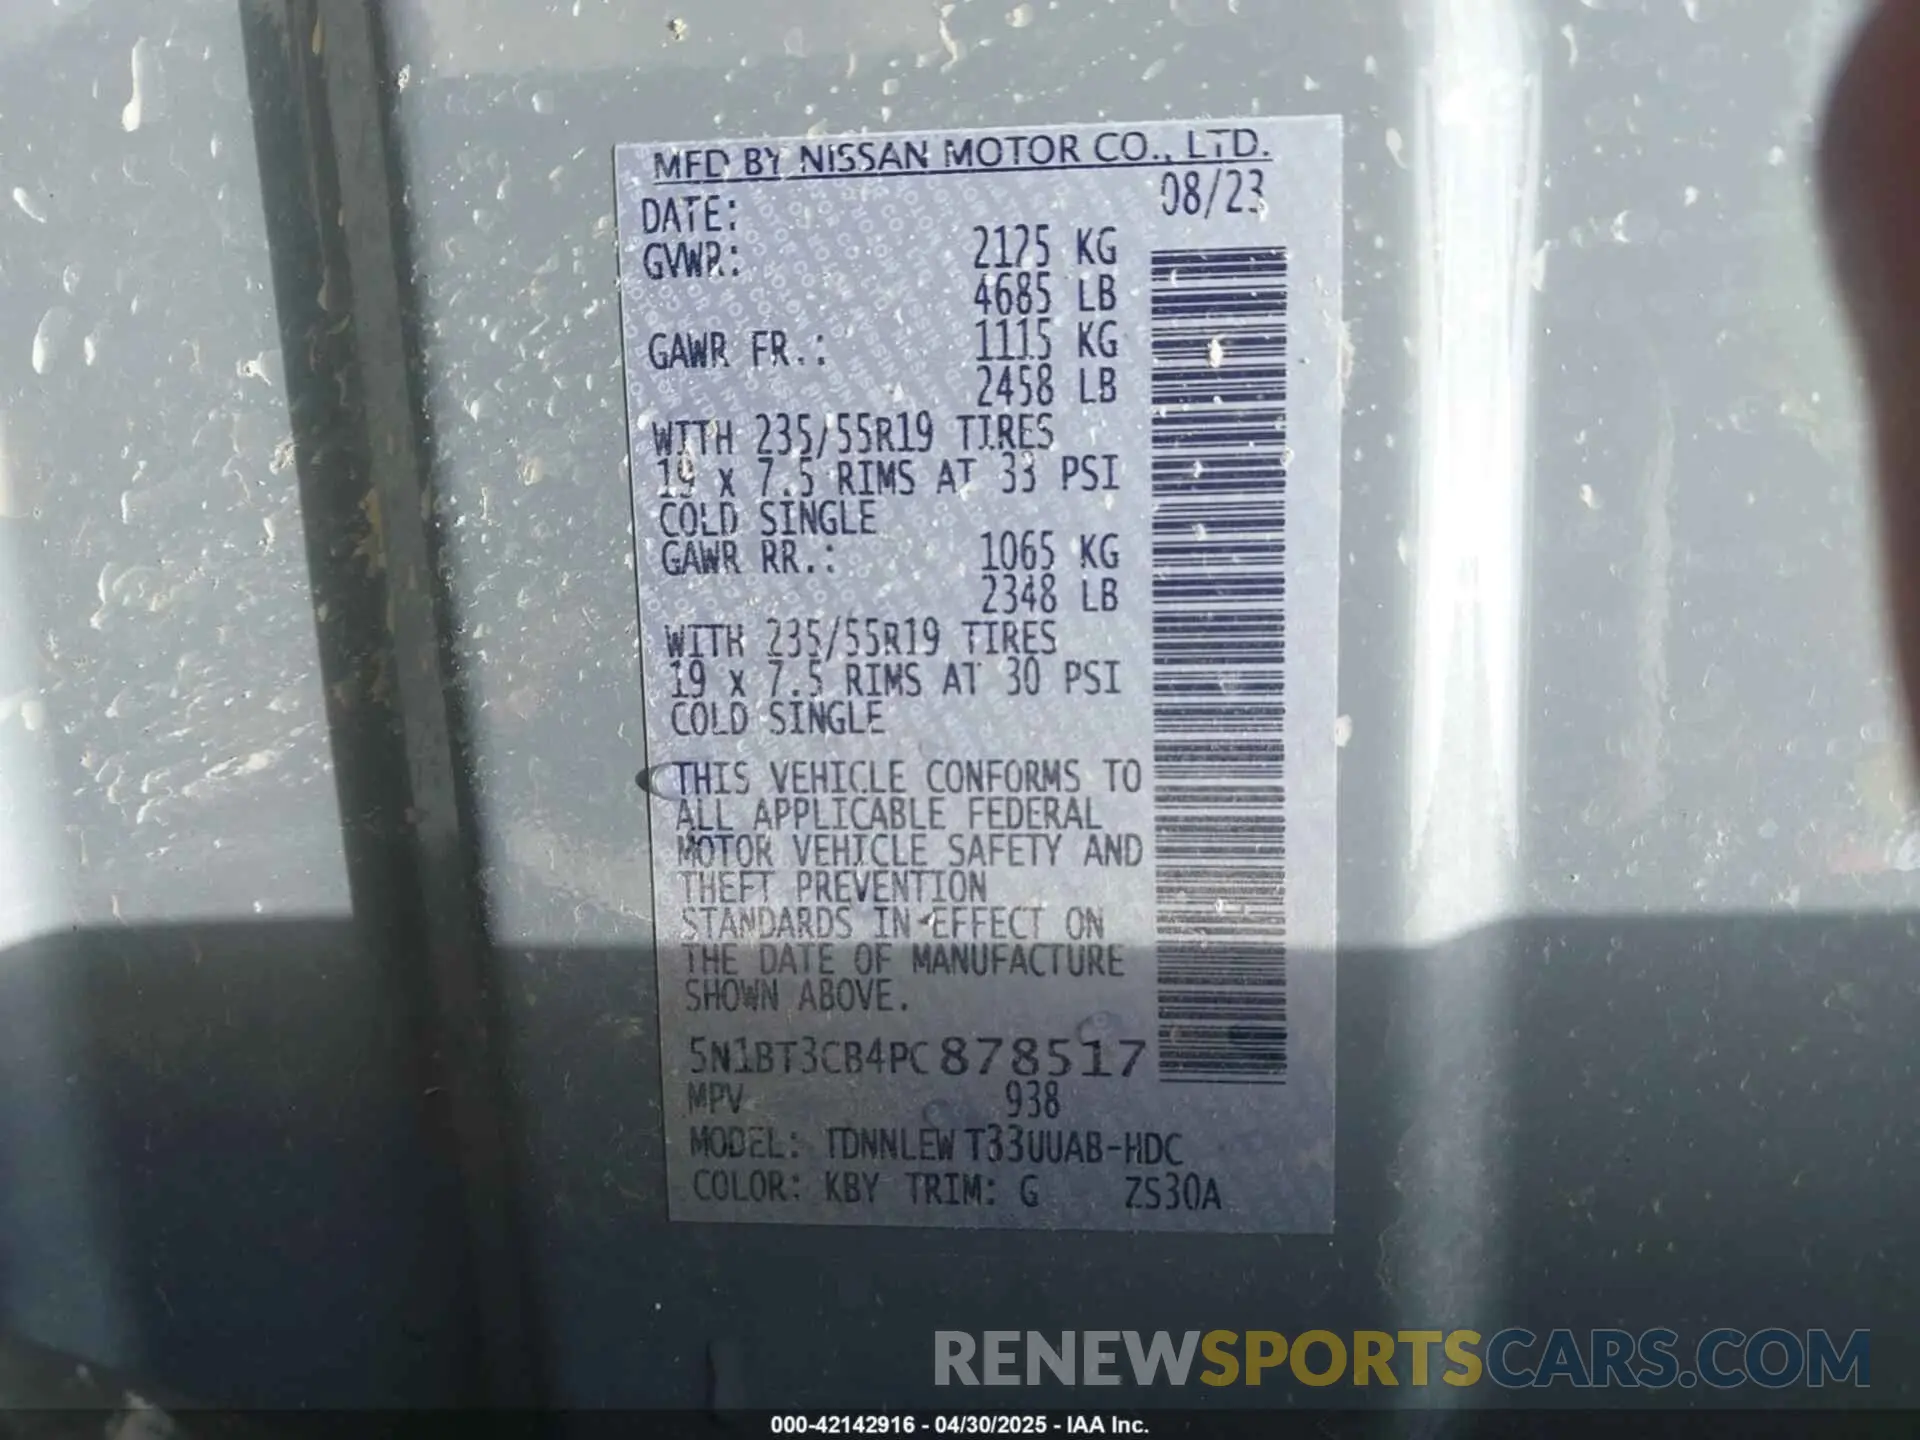 MFD BY NISSAN MOTOR CO., LTD.
DATE: 08/23
GVWR: 2125 KG
4685 LB
GAWR FR.: 1115 KG
2458 LB
WITH 235/55R19 TIRES
19 x 7.5 RIMS AT 33 PSI
COLD SINGLE
GAWR RR.: 1065 KG
2348 LB
WITH 235/55R19 TIRES
19 x 7.5 RIMS AT 30 PSI
COLD SINGLE
THIS VEHICLE CONFORMS TO
ALL APPLICABLE FEDERAL
MOTOR VEHICLE SAFETY AND
THEFT PREVENTION
STANDARDS IN EFFECT ON
THE DATE OF MANUFACTURE
SHOWN ABOVE.
5N1BT3CB4PC878517
MPV 938
MODEL: TDNNLEW T33UUAB-HDC
COLOR: KBY TRIM: G ZS30A
RENEWSPORTSCARS.COM
000-42142916 - 04/30/2025 - IAA Inc.